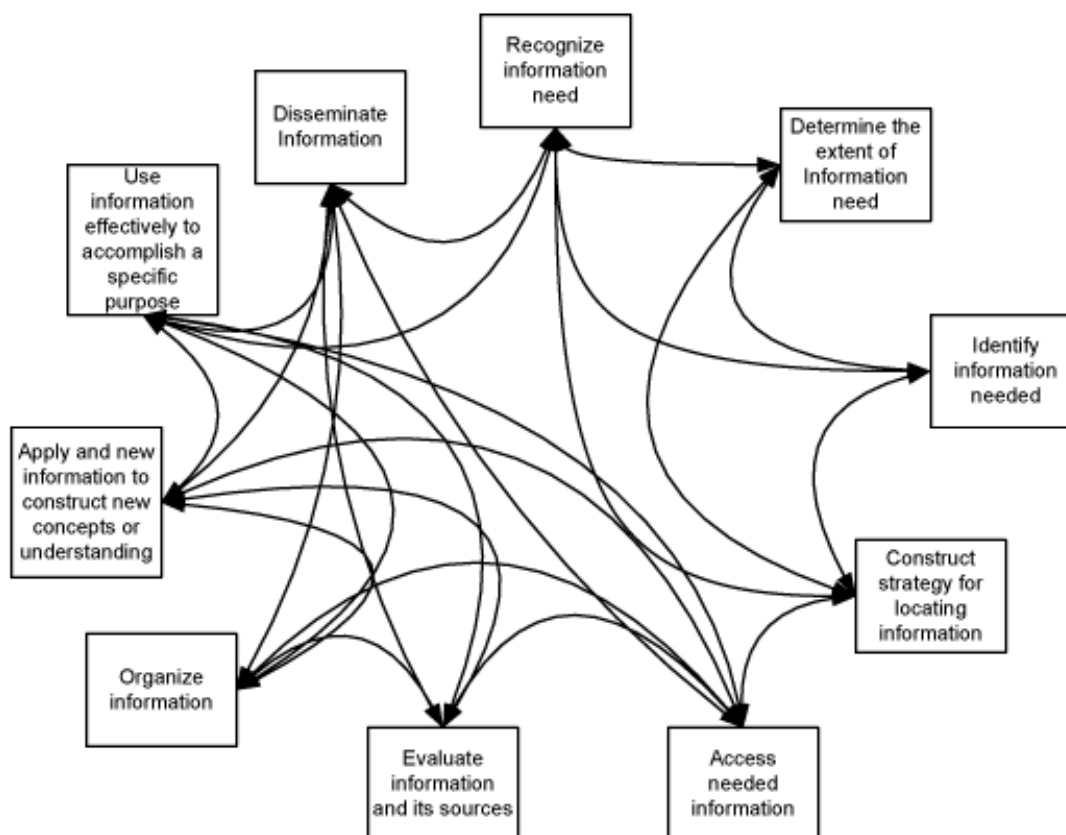 Recognize
information
need
Disseminate
Information
Determine the
extent of
Information
need
Use
information
effectively to
accomplish a
specific
purpose
Identify
information
needed
Apply and new
information to
construct new
concepts or
understanding
Construct
strategy for
locating
information
Organize
information
Evaluate
information
and its sources
Access
needed
information